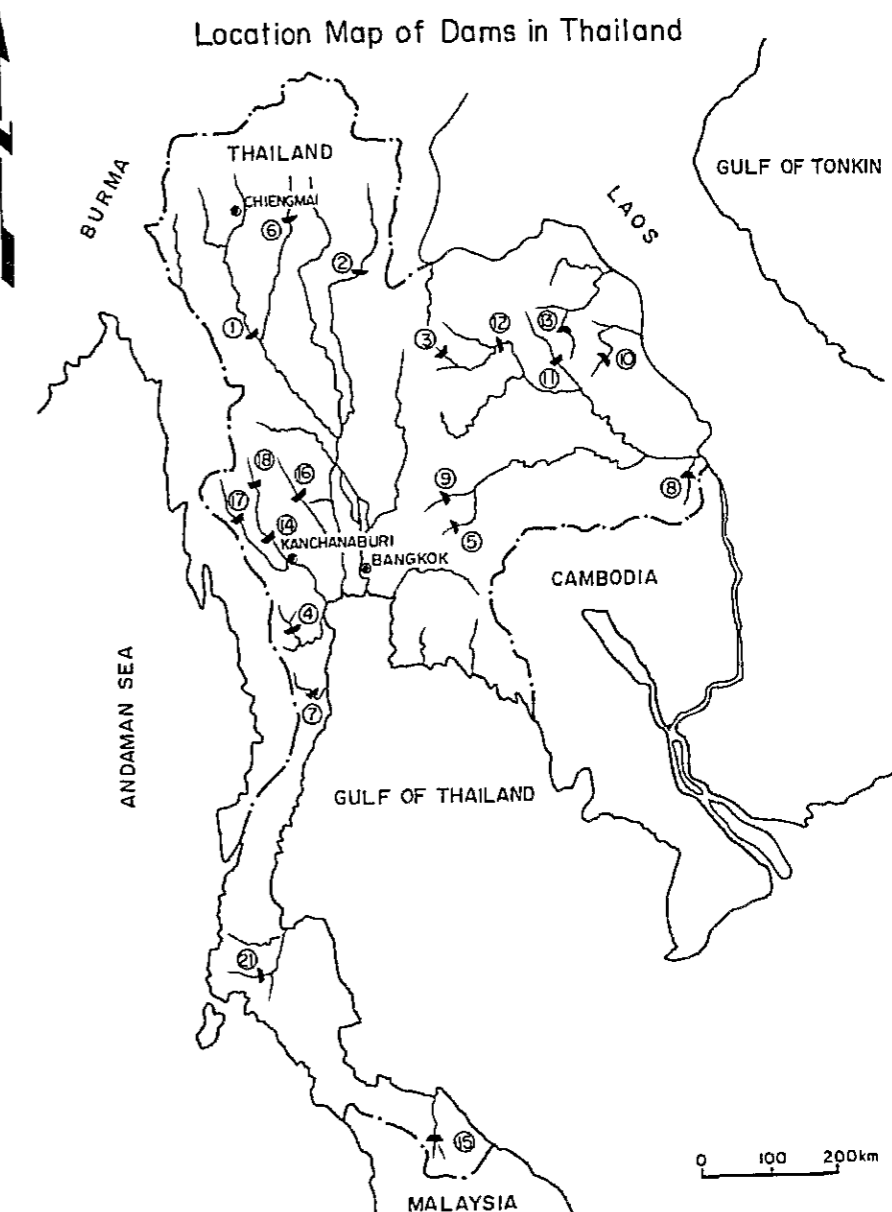 Location Map of Dams in Thailand
THAILAND
BURMA
CHIENGMAI
LAOS
GULF OF TONKIN
⑥
②
①
③
⑫
⑬
⑪
⑩
⑱
⑯
⑰
⑭
⑨
⑤
⑧
KANCHANABURI
BANGKOK
CAMBODIA
④
⑦
ANDAMAN SEA
GULF OF THAILAND
㉑
⑮
MALAYSIA
0 100 200km